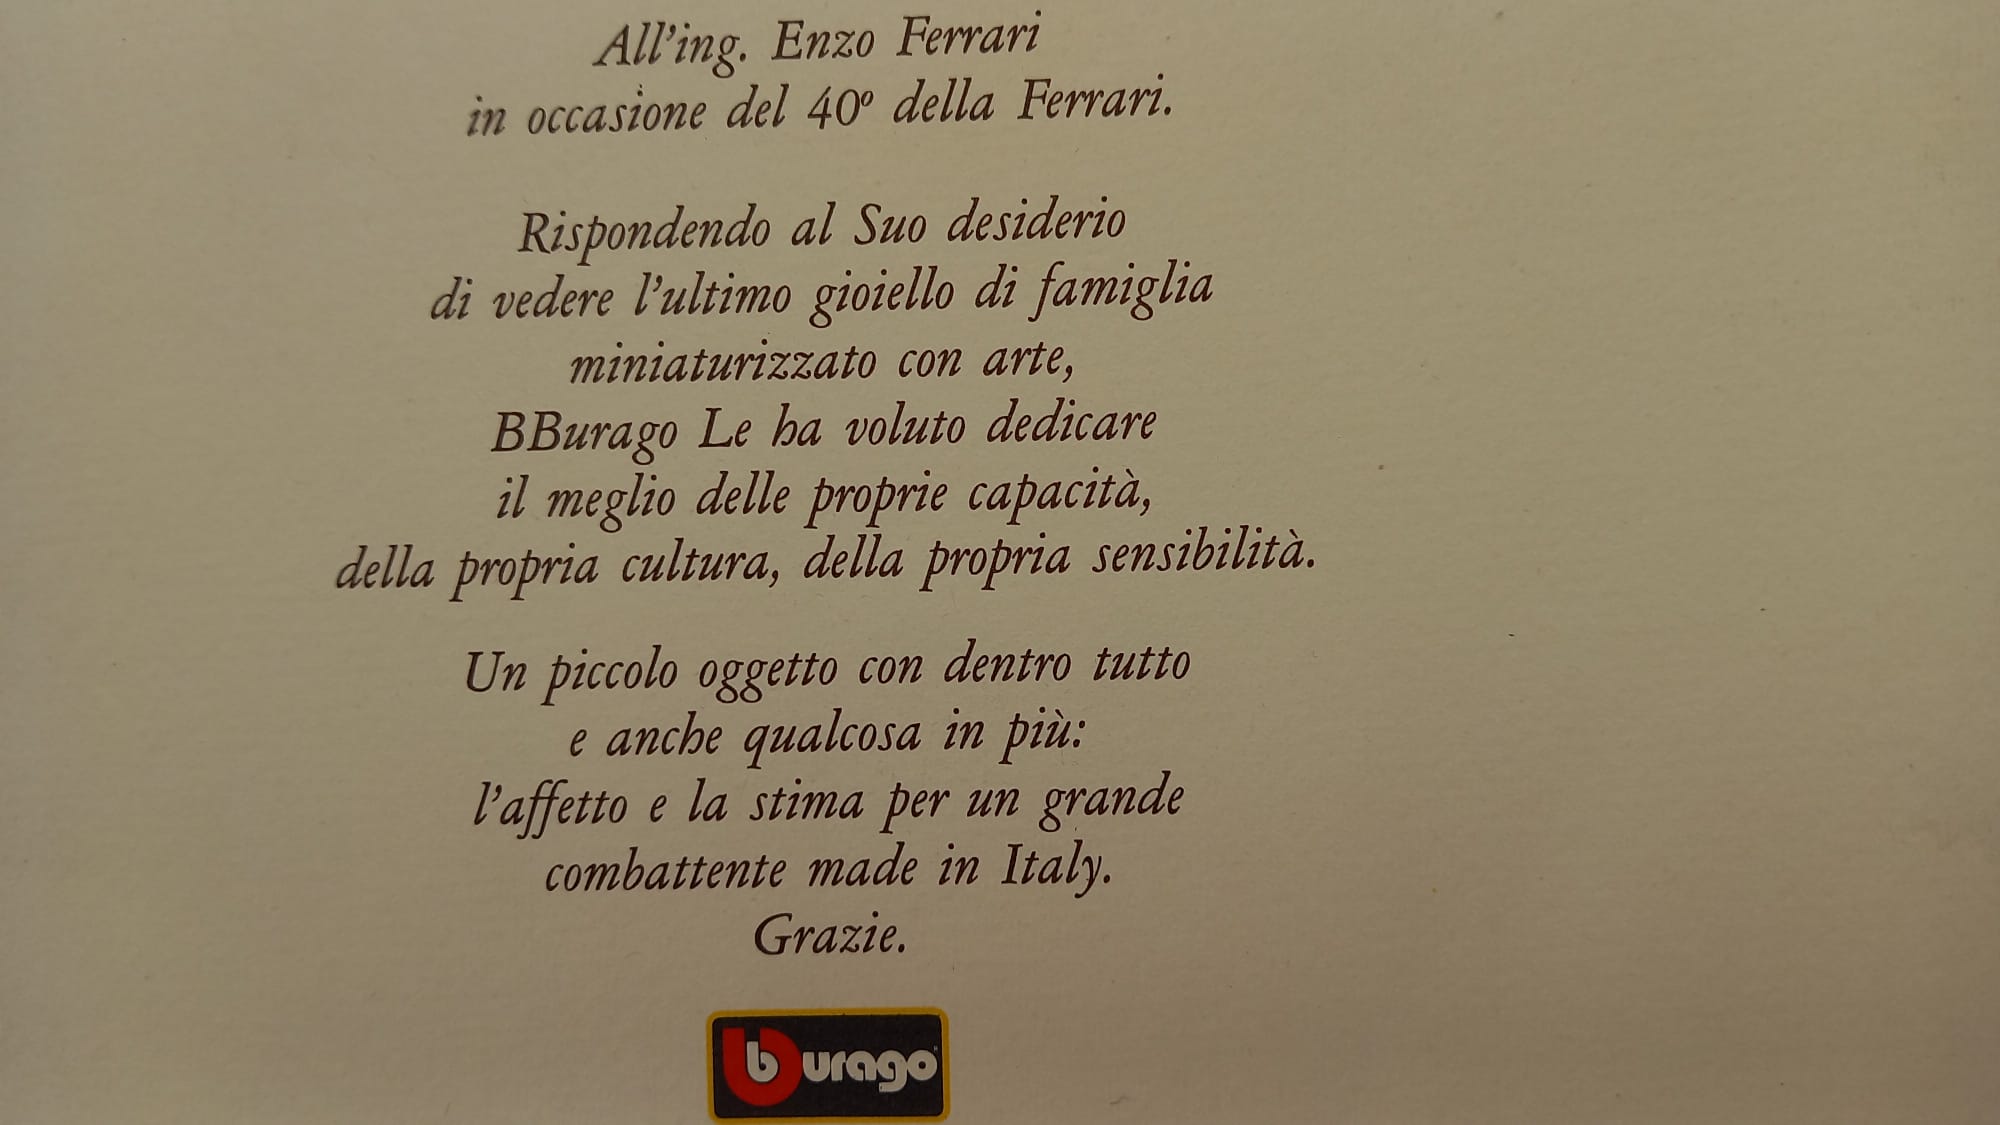 All'ing. Enzo Ferrari
in occasione del 40º della Ferrari.
Rispondendo al Suo desiderio
di vedere l'ultimo gioiello di famiglia
miniaturizzato con arte,
BBurago Le ha voluto dedicare
il meglio delle proprie capacità,
della propria cultura, della propria sensibilità.
Un piccolo oggetto con dentro tutto
e anche qualcosa in più:
l'affetto e la stima per un grande
combattente made in Italy.
Grazie.
bburago